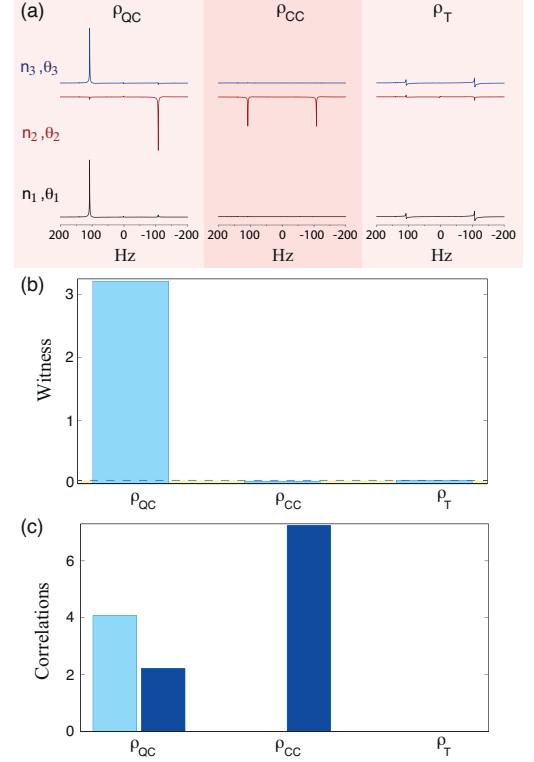 (a) ρQC ρCC ρT
n3,θ3
n2,θ2
n1,θ1
200 100 0 -100 -200 200 100 0 -100 -200 200 100 0 -100 -200
Hz Hz Hz
(b)
3
2
1
0
Witness
ρQC ρCC ρT
(c)
6
4
2
0
Correlations
ρQC ρCC ρT